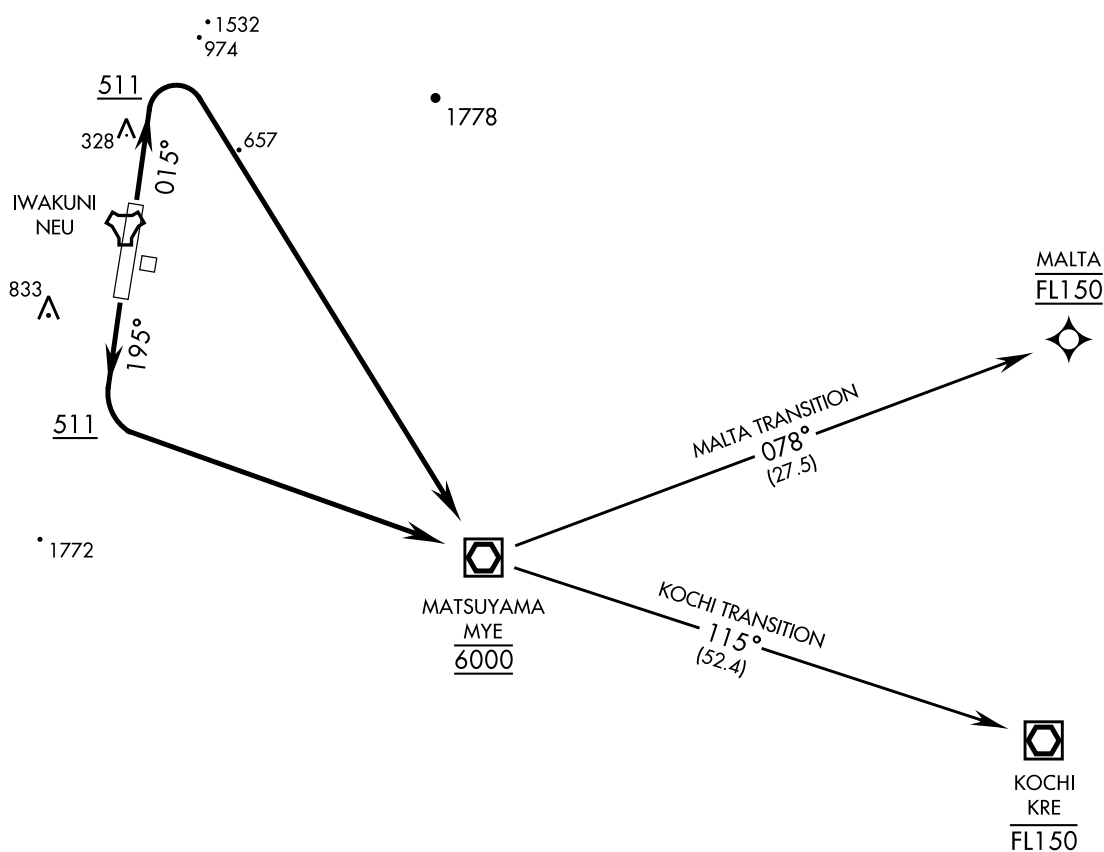 1532
974
511
1778
328
657
015°
IWAKUNI
NEU
MALTA
FL150
833
195°
MALTA TRANSITION
078°
(27.5)
511
1772
MATSUYAMA
MYE
6000
KOCHI TRANSITION
115°
(52.4)
KOCHI
KRE
FL150